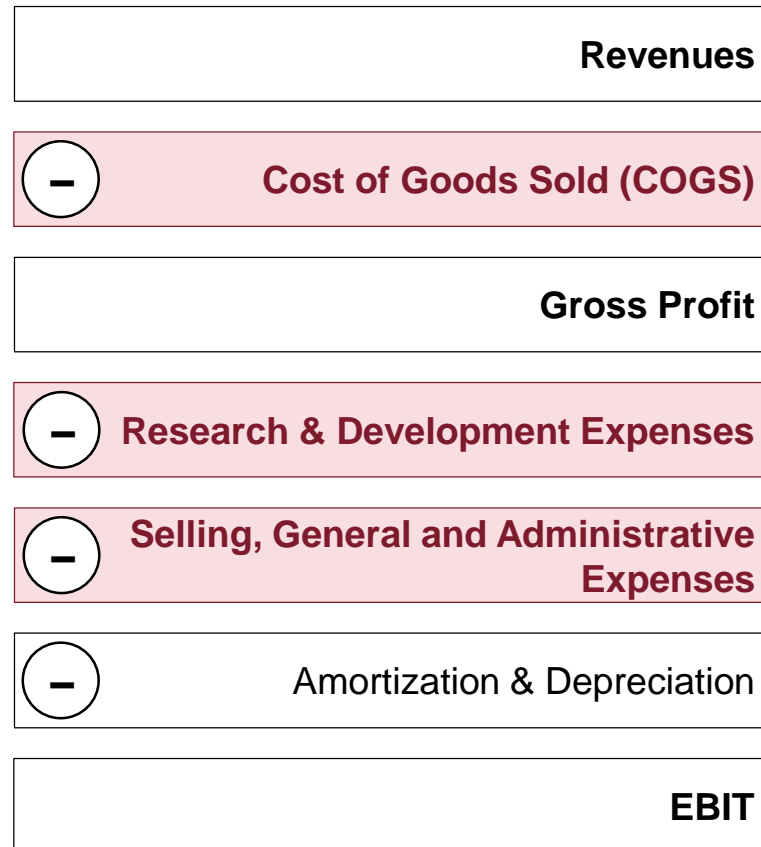 Revenues
– Cost of Goods Sold (COGS)
Gross Profit
– Research & Development Expenses
– Selling, General and Administrative
Expenses
– Amortization & Depreciation
EBIT